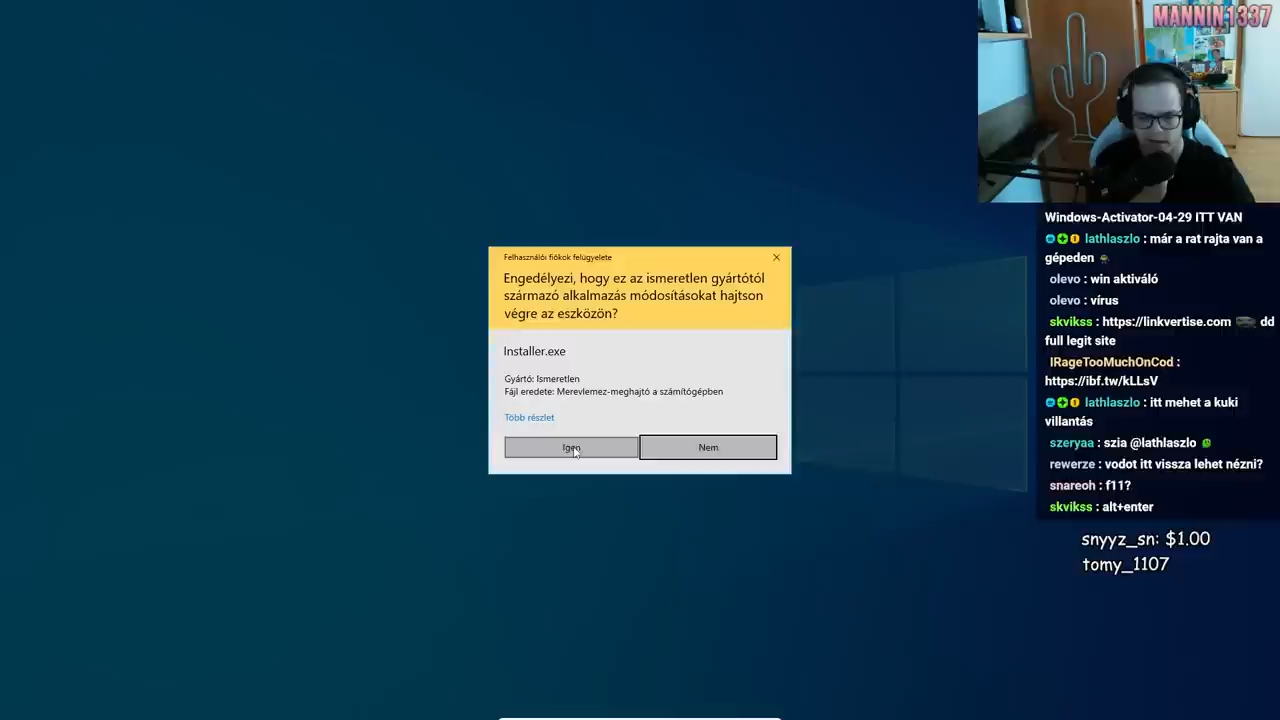 MANNIN1337
Windows-Activator-04-29 ITT VAN
lathlaszlo : már a rat rajta van a
gépeden
olevo : win aktiváló
olevo : vírus
skvikss : https://linkvertise.com dd
full legit site
IRageTooMuchOnCod :
https://ibf.tw/kLLsV
lathlaszlo : itt mehet a kuki
villantás
szeryaa : szia @lathlaszlo
rewerze : vodot itt vissza lehet nézni?
snareoh : f11?
skvikss : alt+enter
snyyz_sn: $1.00
tomy_1107
Felhasználói fiókok felügyelete
Engedélyezi, hogy ez az ismeretlen gyártótól
származó alkalmazás módosításokat hajtson
végre az eszközön?
Installer.exe
Gyártó: Ismeretlen
Fájl eredete: Merevlemez-meghajtó a számítógépben
Több részlet
Igen
Nem